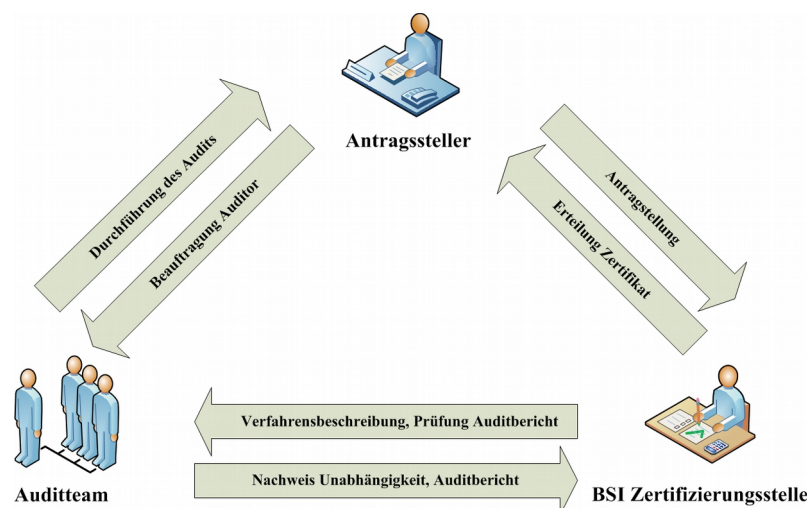 Antragssteller
Durchführung des Audits
Beauftragung Auditor
Antragstellung
Erteilung Zertifikat
Verfahrensbeschreibung, Prüfung Auditbericht
Nachweis Unabhängigkeit, Auditbericht
Auditteam
BSI Zertifizierungsstelle